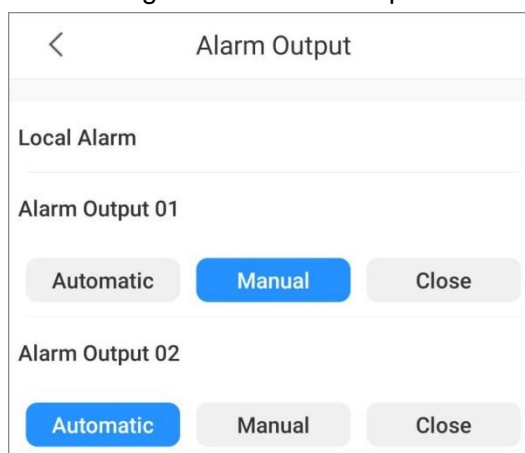 Alarm Output
Local Alarm
Alarm Output 01
Automatic Manual Close
Alarm Output 02
Automatic Manual Close